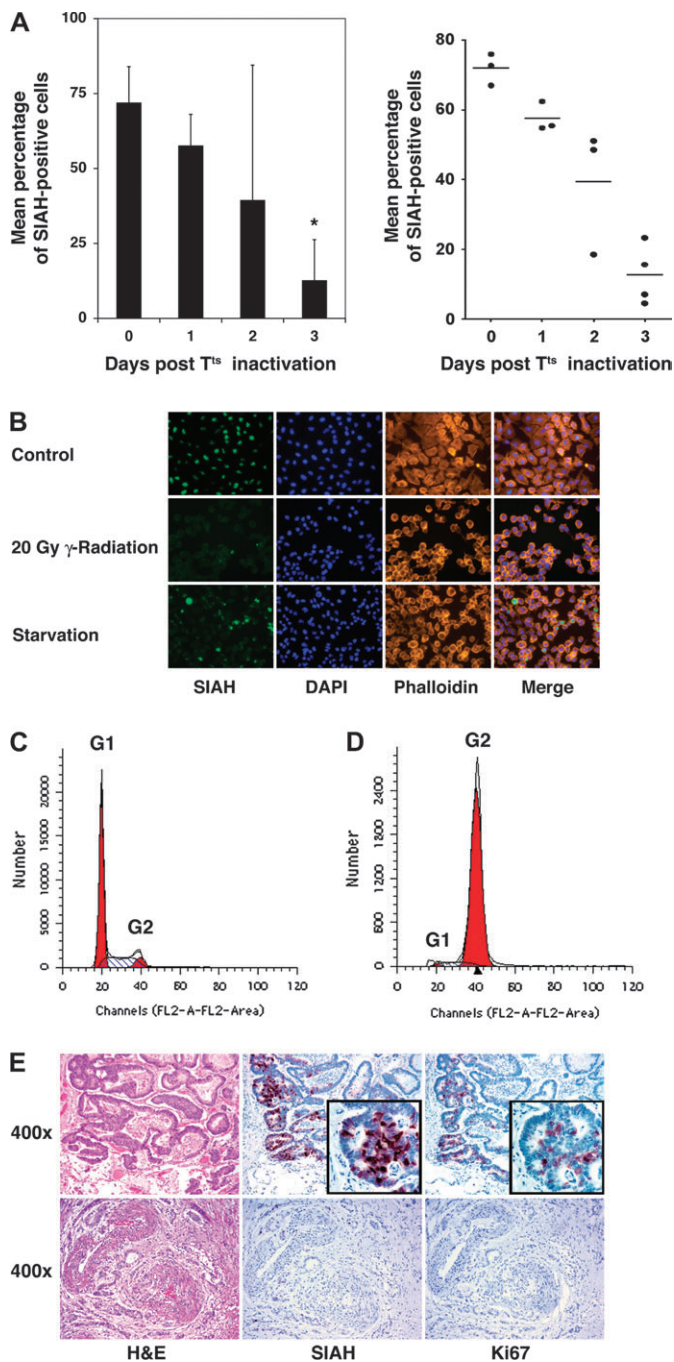 A
Mean percentage
of SIAH-positive cells
100
75
50
25
0
*
0 1 2 3
Days post Tts inactivation
Mean percentage
of SIAH-positive cells
80
60
40
20
0
0 1 2 3
Days post Tts inactivation
B
Control
20 Gy γ-Radiation
Starvation
SIAH DAPI Phalloidin Merge
C
G1
G2
Number
20000
15000
10000
5000
0
0 20 40 60 80 100 120
Channels (FL2-A-FL2-Area)
D
G2
G1
Number
2400
1800
1200
600
0
0 20 40 60 80 100 120
Channels (FL2-A-FL2-Area)
E
400x
400x
H&E SIAH Ki67